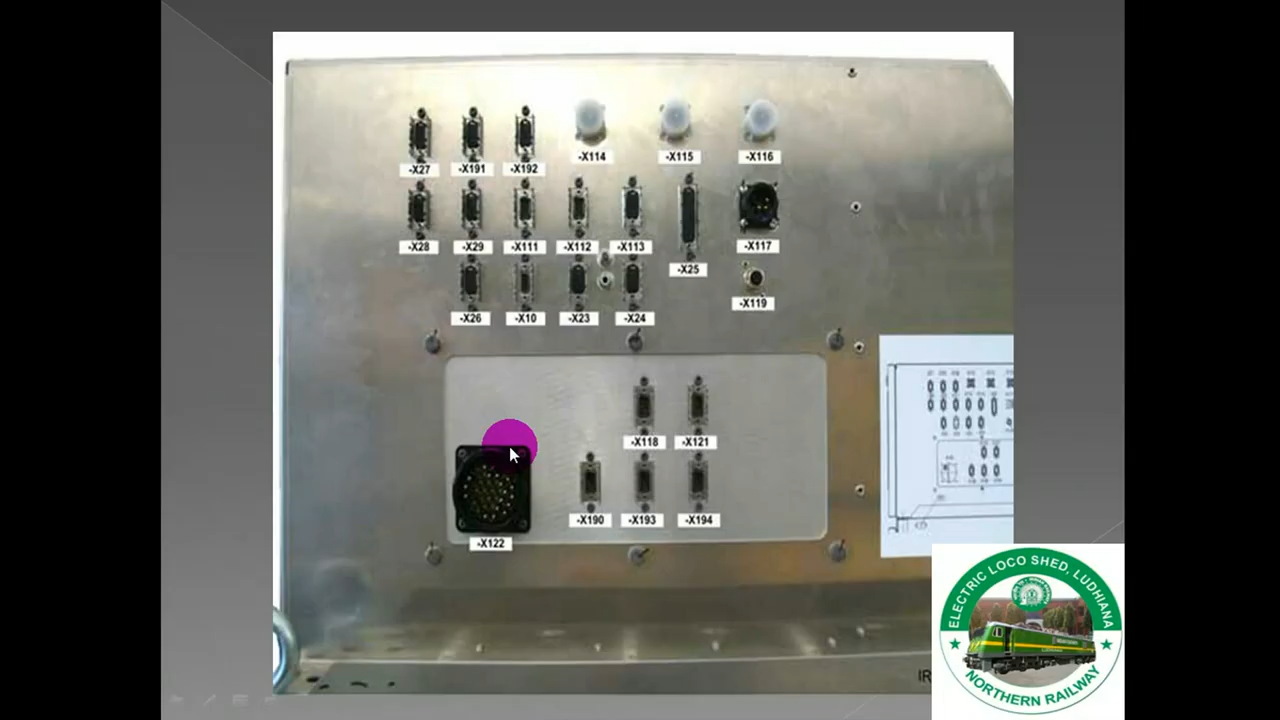 -X114
-X115
-X116
-X27
-X191
-X192
-X28
-X29
-X111
-X112
-X113
-X117
-X25
-X119
-X26
-X10
-X23
-X24
-X118
-X121
-X190
-X193
-X194
-X122
IR
ELECTRIC LOCO SHED, LUDHIANA
NORTHERN RAILWAY